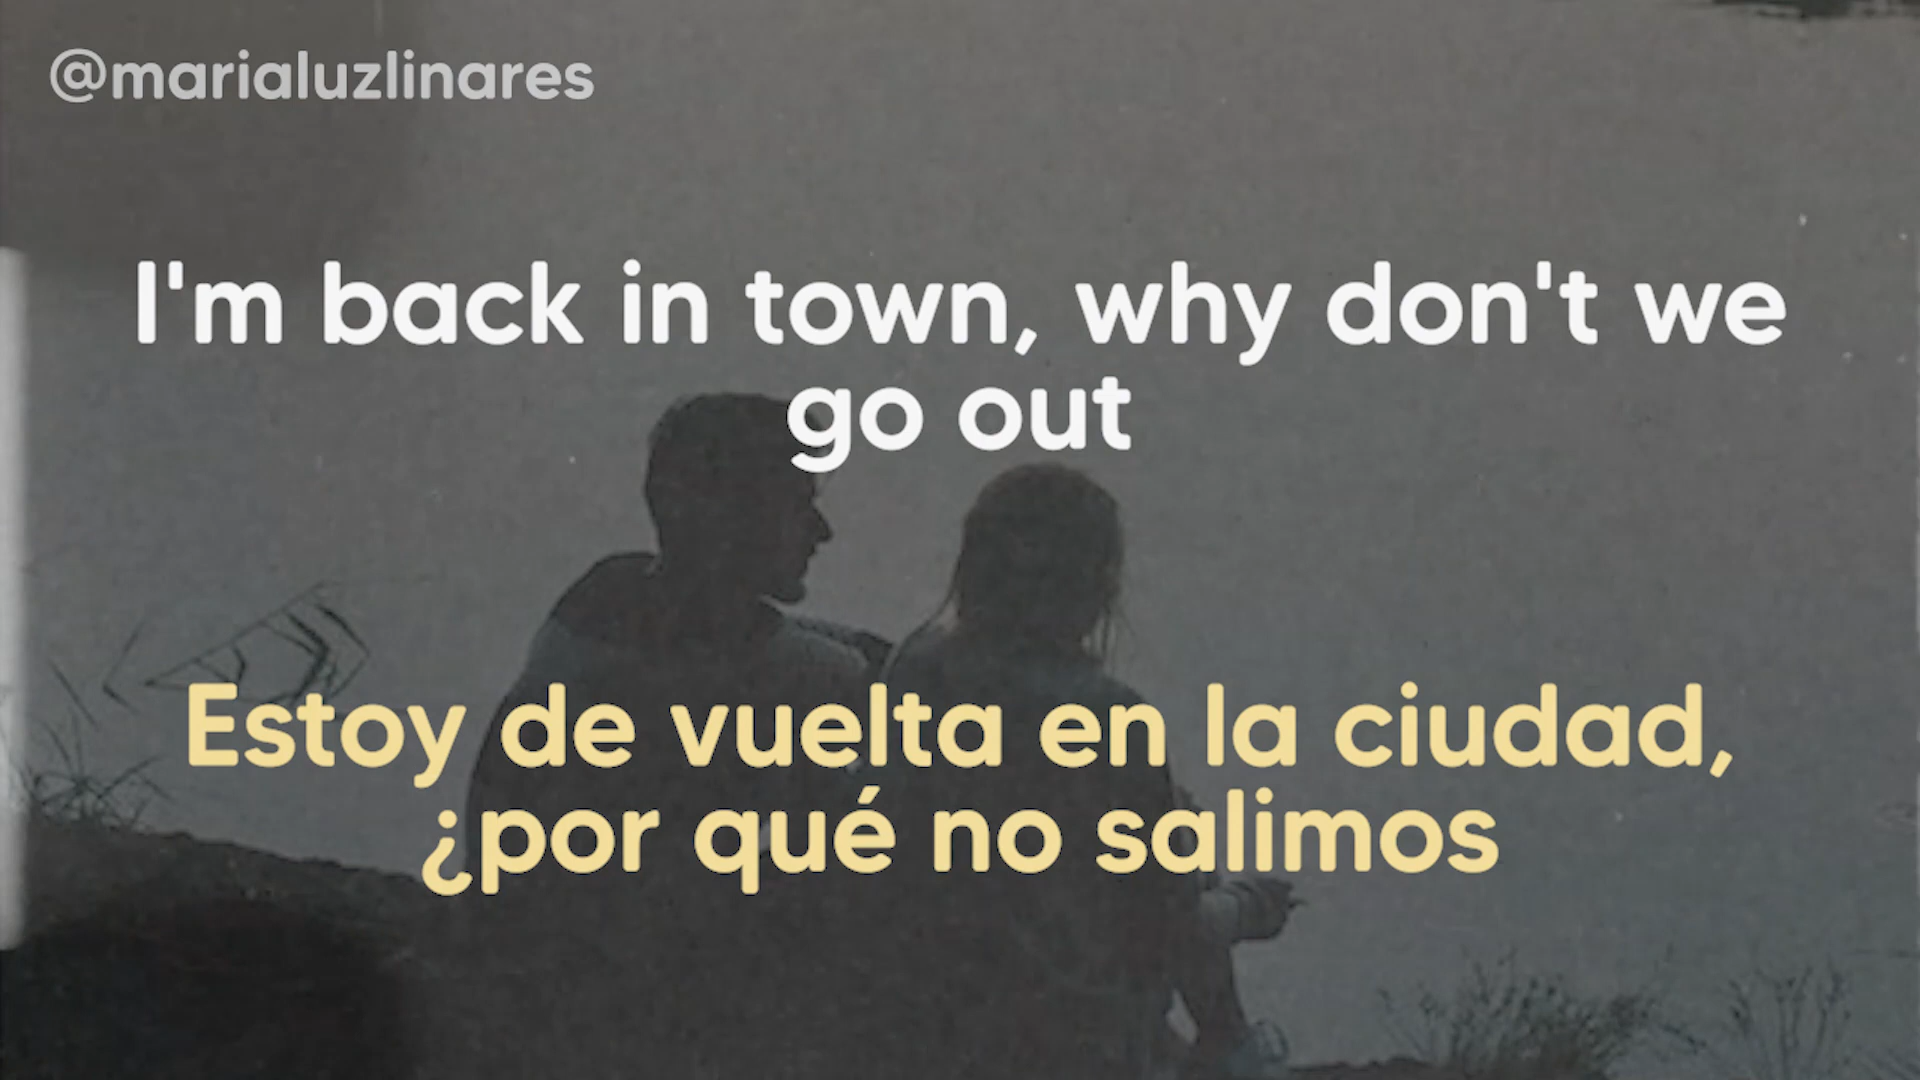 @marialuzlinares
I'm back in town, why don't we
go out
Estoy de vuelta en la ciudad,
¿por qué no salimos